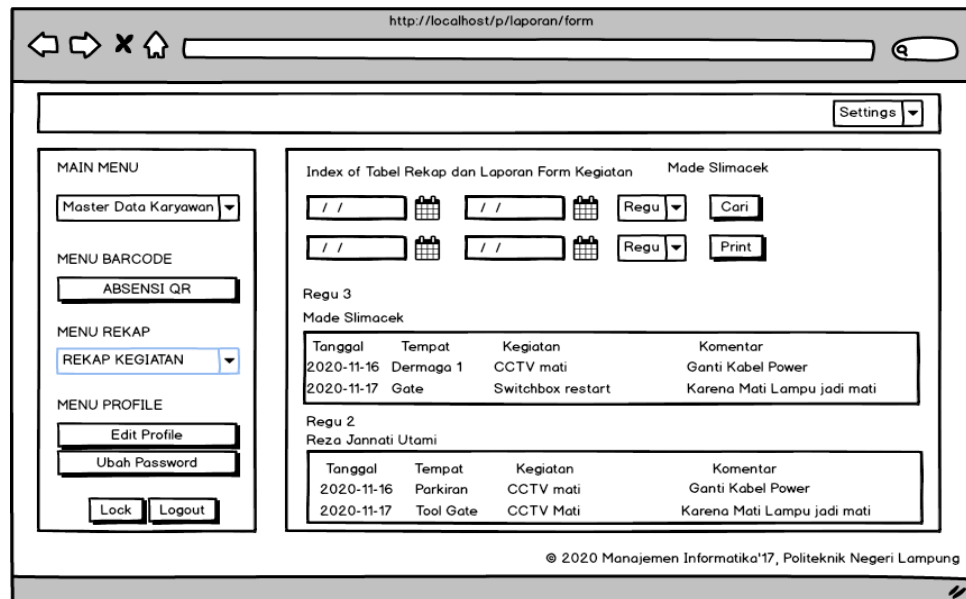 http://localhost/p/laporan/form
Settings
MAIN MENU
Master Data Karyawan
MENU BARCODE
ABSENSI QR
MENU REKAP
REKAP KEGIATAN
MENU PROFILE
Edit Profile
Ubah Password
Lock Logout
Index of Tabel Rekap dan Laporan Form Kegiatan Made Slimacek
/ / / / Regu Cari
/ / / / Regu Print
Regu 3
Made Slimacek
Tanggal Tempat Kegiatan Komentar
2020-11-16 Dermaga 1 CCTV mati Ganti Kabel Power
2020-11-17 Gate Switchbox restart Karena Mati Lampu jadi mati
Regu 2
Reza Jannati Utami
Tanggal Tempat Kegiatan Komentar
2020-11-16 Parkiran CCTV mati Ganti Kabel Power
2020-11-17 Tool Gate CCTV Mati Karena Mati Lampu jadi mati
© 2020 Manajemen Informatika'17, Politeknik Negeri Lampung